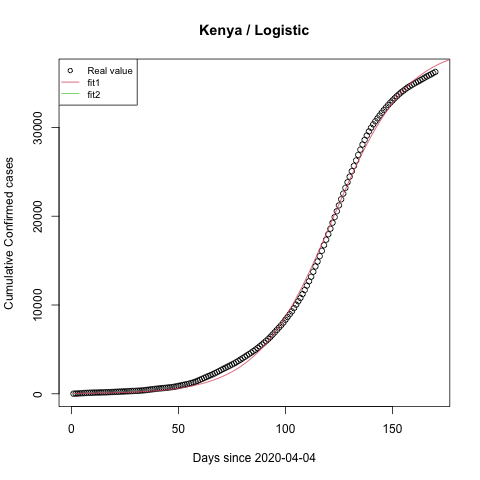 Kenya / Logistic
Real value
fit1
fit2
Cumulative Confirmed cases
30000
20000
10000
0
0 50 100 150
Days since 2020-04-04